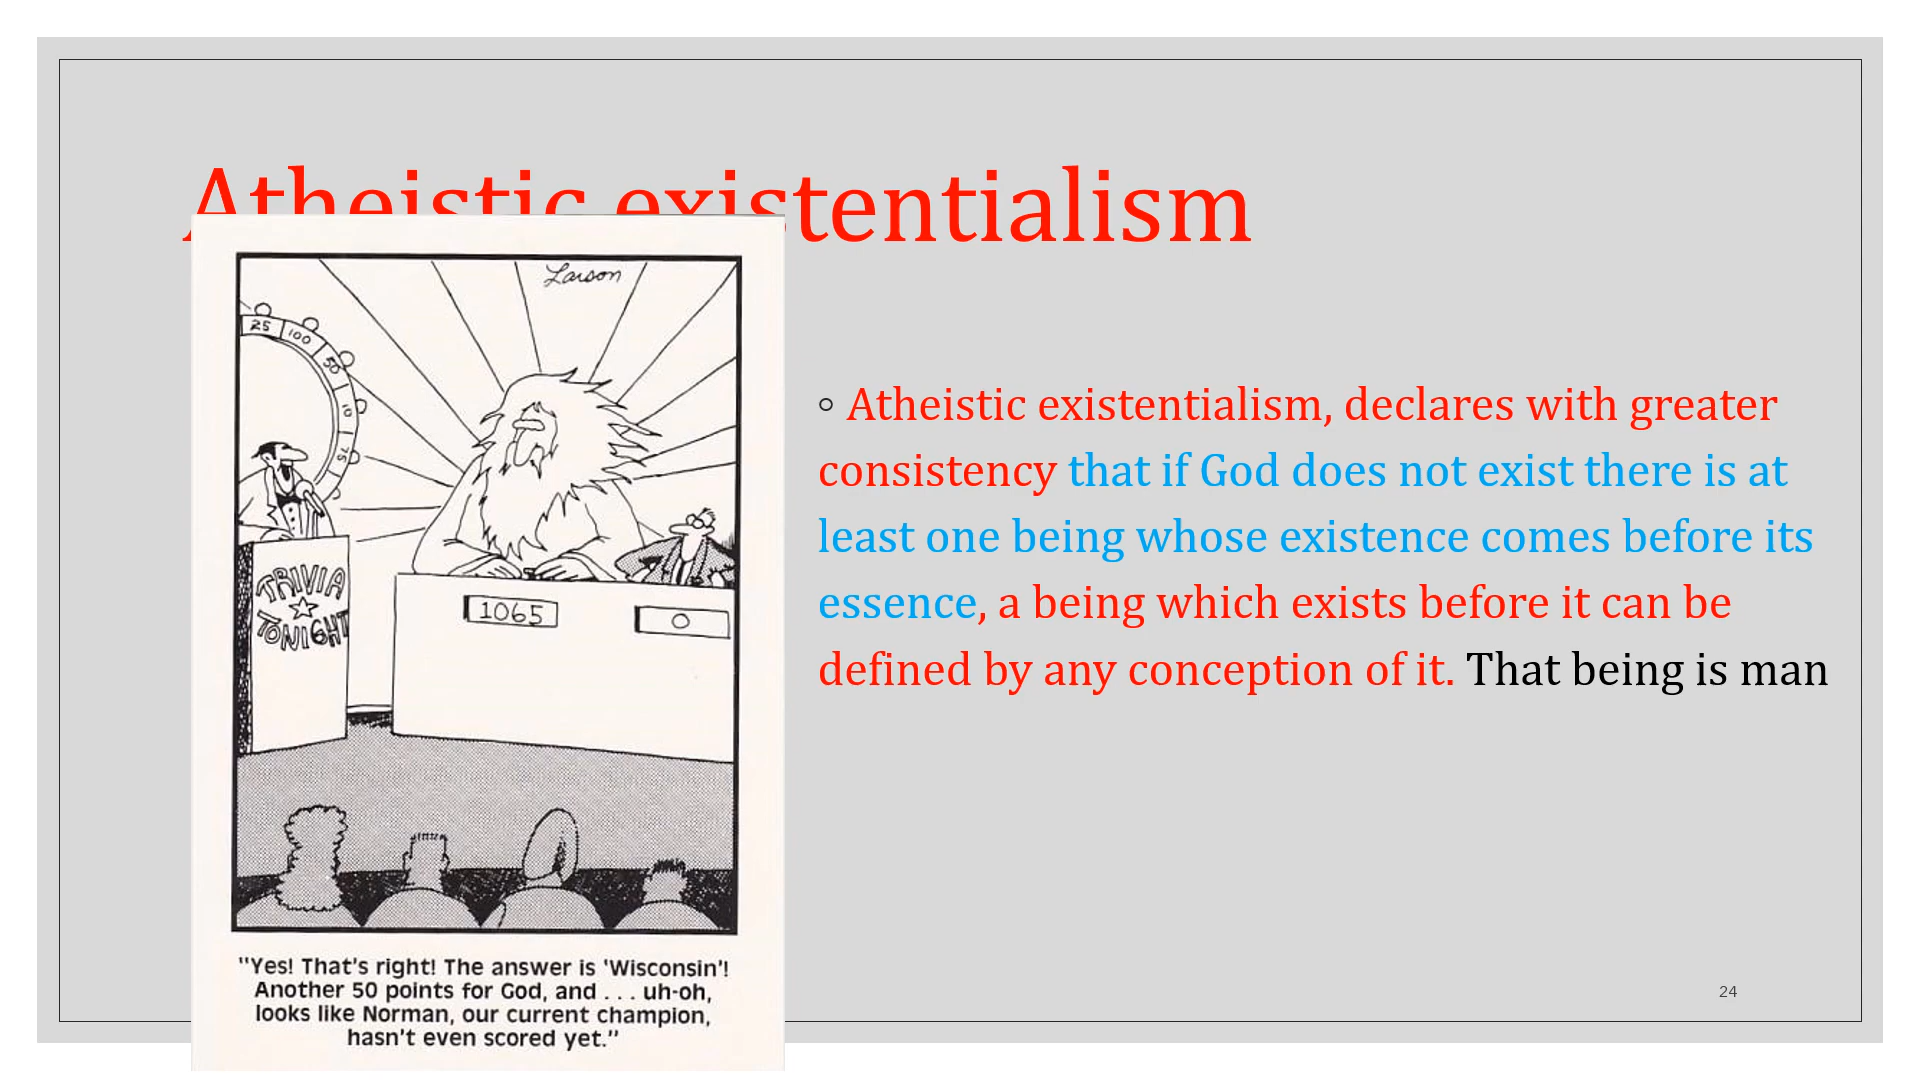 Atheistic existentialism
Larson
25
100
50
10
75
TRIVIA
TONIGHT
1065
0
"Yes! That's right! The answer is 'Wisconsin'!
Another 50 points for God, and . . . uh-oh,
looks like Norman, our current champion,
hasn't even scored yet."
◦ Atheistic existentialism, declares with greater
consistency that if God does not exist there is at
least one being whose existence comes before its
essence, a being which exists before it can be
defined by any conception of it. That being is man
24